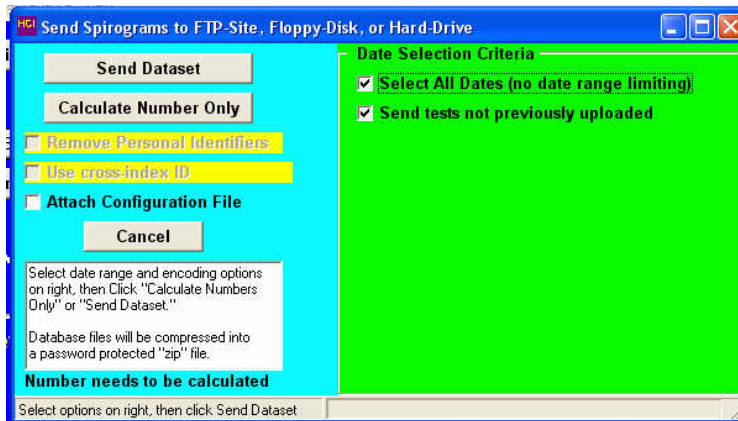 HCI Send Spirograms to FTP-Site, Floppy-Disk, or Hard-Drive
Send Dataset
Calculate Number Only
Remove Personal Identifiers
Use cross-index ID
Attach Configuration File
Cancel
Select date range and encoding options
on right, then Click "Calculate Numbers
Only" or "Send Dataset."
Database files will be compressed into
a password protected "zip" file.
Number needs to be calculated
Select options on right, then click Send Dataset
Date Selection Criteria
Select All Dates (no date range limiting)
Send tests not previously uploaded